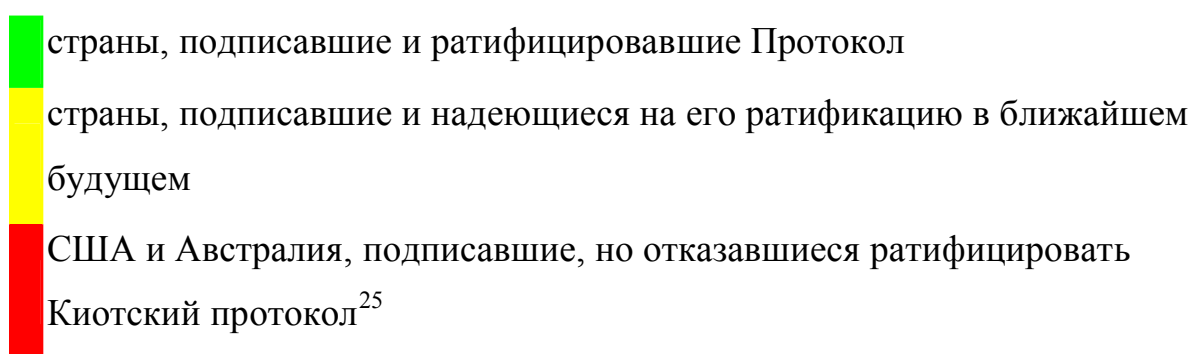 страны, подписавшие и ратифицировавшие Протокол
страны, подписавшие и надеющиеся на его ратификацию в ближайшем
будущем
США и Австралия, подписавшие, но отказавшиеся ратифицировать
Киотский протокол25